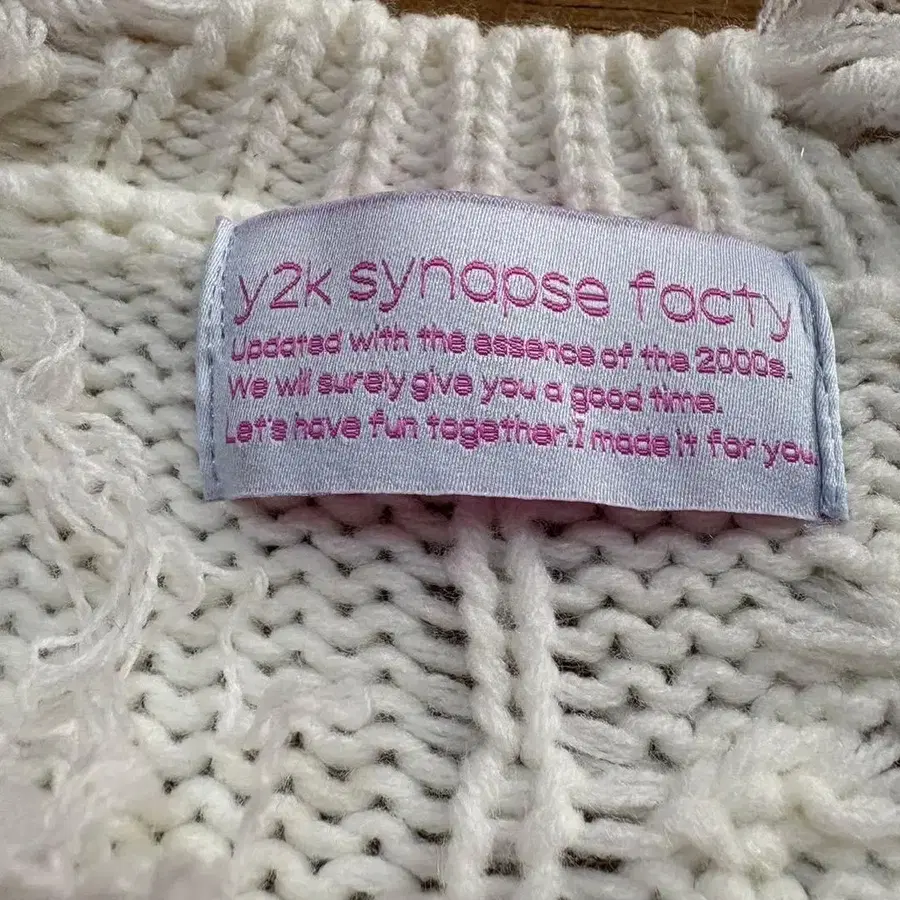 y2k synapse facty
Updated with the essence of the 2000s.
We will surely give you a good time.
Let's have fun together.I made it for you.